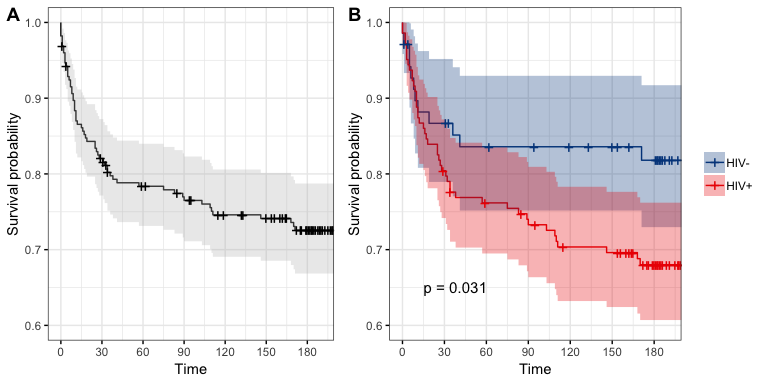 A
Survival probability
1.0
0.9
0.8
0.7
0.6
0 30 60 90 120 150 180
Time
B
Survival probability
1.0
0.9
0.8
0.7
0.6
p = 0.031
0 30 60 90 120 150 180
Time
HIV-
HIV+